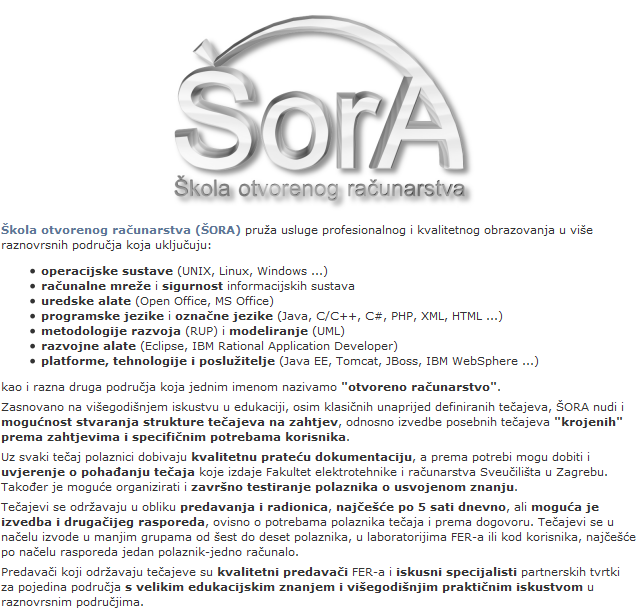 ŠorA
Škola otvorenog računarstva
Škola otvorenog računarstva (ŠORA) pruža usluge profesionalnog i kvalitetnog obrazovanja u više
raznovrsnih područja koja uključuju:
• operacijske sustave (UNIX, Linux, Windows ...)
• računalne mreže i sigurnost informacijskih sustava
• uredske alate (Open Office, MS Office)
• programske jezike i označne jezike (Java, C/C++, C#, PHP, XML, HTML ...)
• metodologije razvoja (RUP) i modeliranje (UML)
• razvojne alate (Eclipse, IBM Rational Application Developer)
• platforme, tehnologije i poslužitelje (Java EE, Tomcat, JBoss, IBM WebSphere ...)
kao i razna druga područja koja jednim imenom nazivamo "otvoreno računarstvo".
Zasnovano na višegodišnjem iskustvu u edukaciji, osim klasičnih unaprijed definiranih tečajeva, ŠORA nudi i
mogućnost stvaranja strukture tečajeva na zahtjev, odnosno izvedbe posebnih tečajeva "krojenih"
prema zahtjevima i specifičnim potrebama korisnika.
Uz svaki tečaj polaznici dobivaju kvalitetnu prateću dokumentaciju, a prema potrebi mogu dobiti i
uvjerenje o pohađanju tečaja koje izdaje Fakultet elektrotehnike i računarstva Sveučilišta u Zagrebu.
Također je moguće organizirati i završno testiranje polaznika o usvojenom znanju.
Tečajevi se održavaju u obliku predavanja i radionica, najčešće po 5 sati dnevno, ali moguća je
izvedba i drugačijeg rasporeda, ovisno o potrebama polaznika tečaja i prema dogovoru. Tečajevi se u
načelu izvode u manjim grupama od šest do deset polaznika, u laboratorijima FER-a ili kod korisnika, najčešće
po načelu rasporeda jedan polaznik-jedno računalo.
Predavači koji održavaju tečajeve su kvalitetni predavači FER-a i iskusni specijalisti partnerskih tvrtki
za pojedina područja s velikim edukacijskim znanjem i višegodišnjim praktičnim iskustvom u
raznovrsnim područjima.